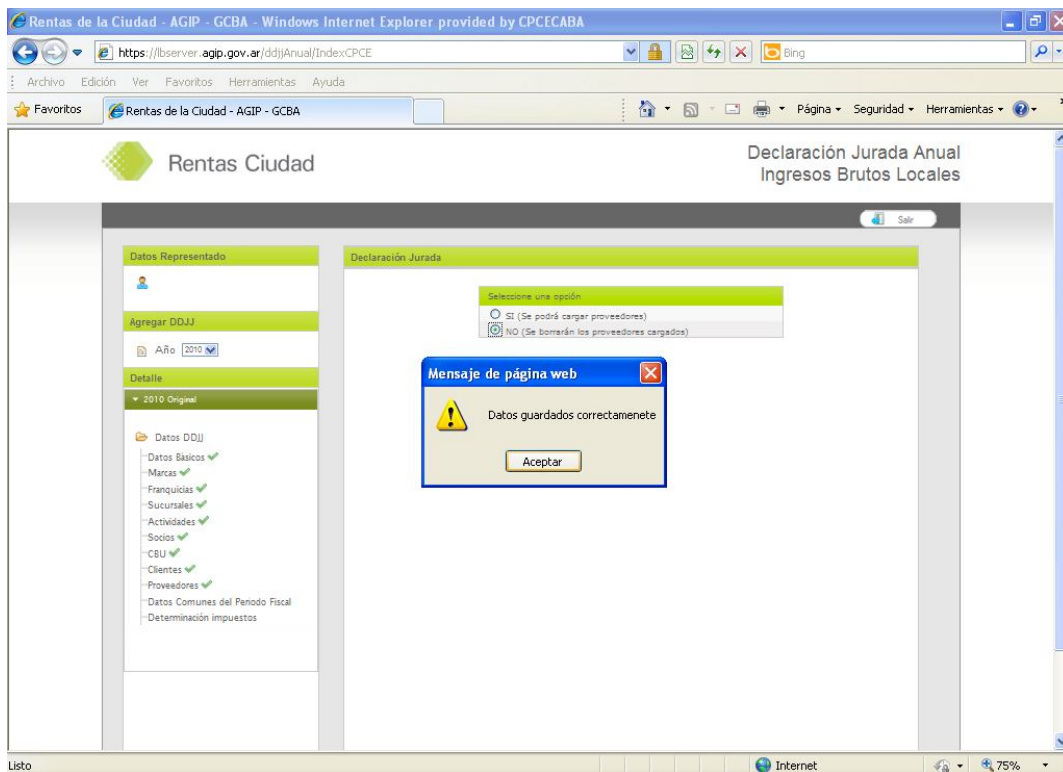 Rentas de la Ciudad - AGIP - GCBA - Windows Internet Explorer provided by CPCECABA
https://lbserver.agip.gov.ar/ddjjAnual/IndexCPCE
Bing
Archivo Edición Ver Favoritos Herramientas Ayuda
Favoritos
Rentas de la Ciudad - AGIP - GCBA
Página Seguridad Herramientas
Rentas Ciudad
Declaración Jurada Anual
Ingresos Brutos Locales
Salir
Datos Representado
Agregar DDJJ
Año 2010
Detalle
2010 Original
Datos DDJJ
Datos Básicos
Marcas
Franquicias
Sucursales
Actividades
Socios
CBU
Clientes
Proveedores
Datos Comunes del Periodo Fiscal
Determinación impuestos
Declaración Jurada
Seleccione una opción
SI (Se podrá cargar proveedores)
NO (Se borrarán los proveedores cargados)
Mensaje de página web
Datos guardados correctamenete
Aceptar
Listo
Internet
75%